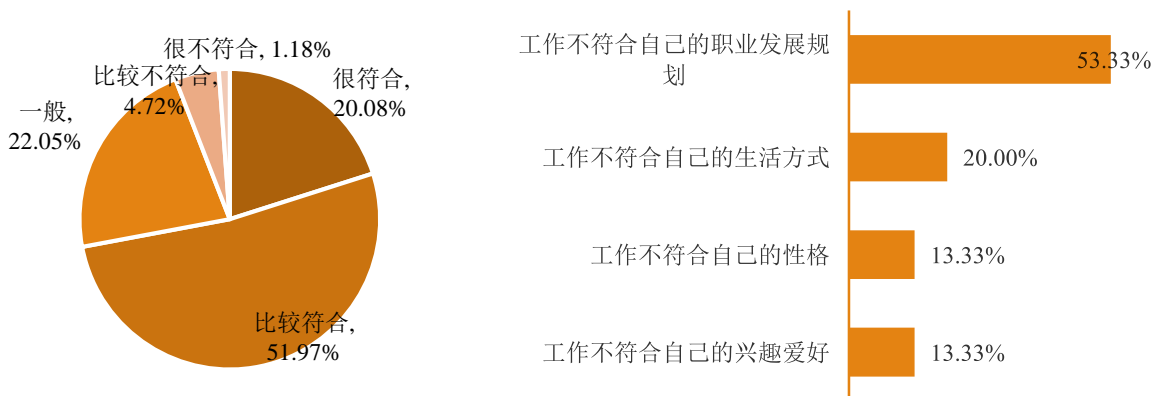 很不符合, 1.18%
比较不符合,
4.72%
很符合,
20.08%
一般,
22.05%
比较符合,
51.97%
工作不符合自己的职业发展规
划
53.33%
工作不符合自己的生活方式
20.00%
工作不符合自己的性格
13.33%
工作不符合自己的兴趣爱好
13.33%